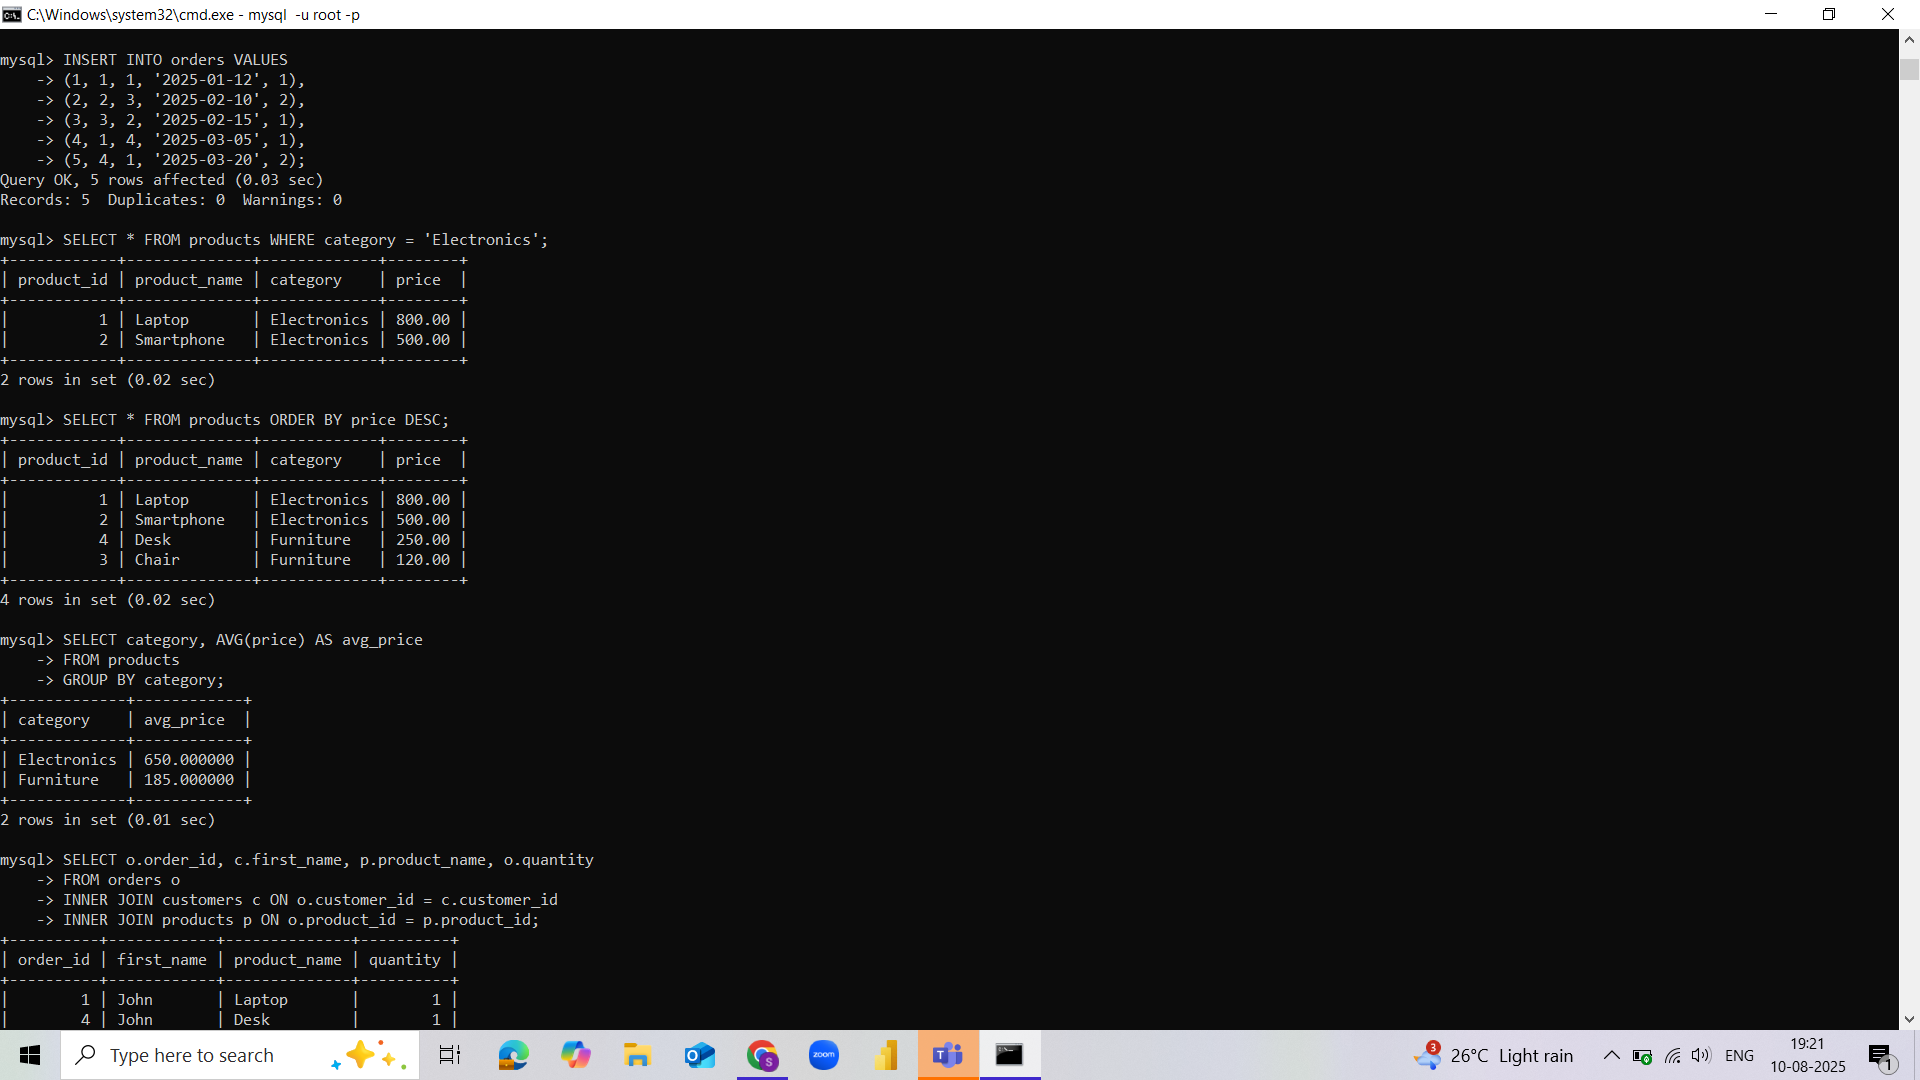 C:\Windows\system32\cmd.exe - mysql  -u root -p
mysql> INSERT INTO orders VALUES
    -> (1, 1, 1, '2025-01-12', 1),
    -> (2, 2, 3, '2025-02-10', 2),
    -> (3, 3, 2, '2025-02-15', 1),
    -> (4, 1, 4, '2025-03-05', 1),
    -> (5, 4, 1, '2025-03-20', 2);
Query OK, 5 rows affected (0.03 sec)
Records: 5  Duplicates: 0  Warnings: 0
mysql> SELECT * FROM products WHERE category = 'Electronics';
+------------+--------------+-------------+--------+
| product_id | product_name | category    | price  |
+------------+--------------+-------------+--------+
|          1 | Laptop       | Electronics | 800.00 |
|          2 | Smartphone   | Electronics | 500.00 |
+------------+--------------+-------------+--------+
2 rows in set (0.02 sec)
mysql> SELECT * FROM products ORDER BY price DESC;
+------------+--------------+-------------+--------+
| product_id | product_name | category    | price  |
+------------+--------------+-------------+--------+
|          1 | Laptop       | Electronics | 800.00 |
|          2 | Smartphone   | Electronics | 500.00 |
|          4 | Desk         | Furniture   | 250.00 |
|          3 | Chair        | Furniture   | 120.00 |
+------------+--------------+-------------+--------+
4 rows in set (0.02 sec)
mysql> SELECT category, AVG(price) AS avg_price
    -> FROM products
    -> GROUP BY category;
+-------------+------------+
| category    | avg_price  |
+-------------+------------+
| Electronics | 650.000000 |
| Furniture   | 185.000000 |
+-------------+------------+
2 rows in set (0.01 sec)
mysql> SELECT o.order_id, c.first_name, p.product_name, o.quantity
    -> FROM orders o
    -> INNER JOIN customers c ON o.customer_id = c.customer_id
    -> INNER JOIN products p ON o.product_id = p.product_id;
+----------+------------+--------------+----------+
| order_id | first_name | product_name | quantity |
+----------+------------+--------------+----------+
|        1 | John       | Laptop       |        1 |
|        4 | John       | Desk         |        1 |
Type here to search
zoom
3
26°C  Light rain
ENG
19:21
10-08-2025
1